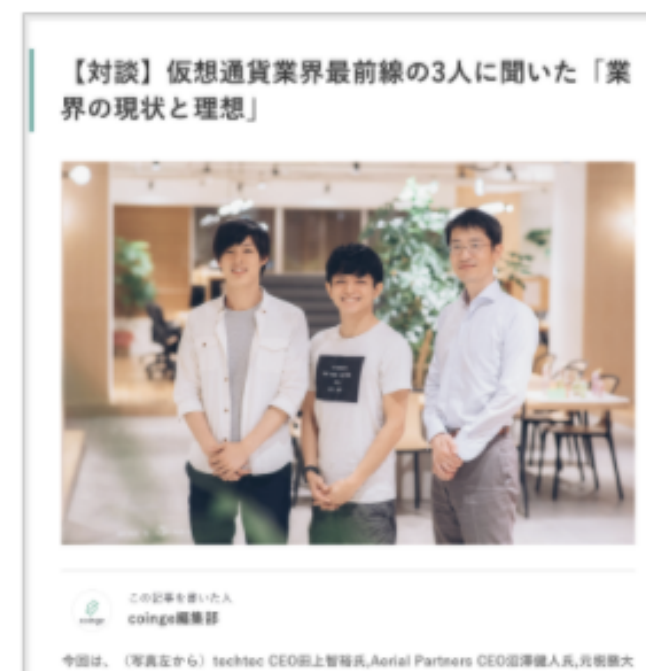 【対談】仮想通貨業界最前線の3人に聞いた「業
界の現状と理想」
この記事を書いた人
coinge
coinge編集部
今回は、（写真左から）techtec CEO田上智裕氏,Aerial Partners CEO沼澤健人氏,元